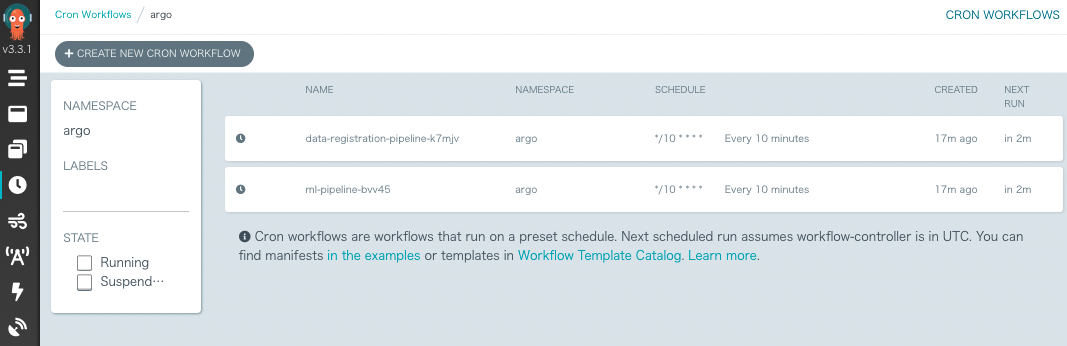 Cron Workflows / argo
CRON WORKFLOWS
v3.3.1
+ CREATE NEW CRON WORKFLOW
NAMESPACE
argo
LABELS
STATE
Running
Suspend⋯
NAME NAMESPACE SCHEDULE CREATED NEXT
RUN
data-registration-pipeline-k7mjv argo */10 * * * * Every 10 minutes 17m ago in 2m
ml-pipeline-bvv45 argo */10 * * * * Every 10 minutes 17m ago in 2m
Cron workflows are workflows that run on a preset schedule. Next scheduled run assumes workflow-controller is in UTC. You can
find manifests in the examples or templates in Workflow Template Catalog. Learn more.